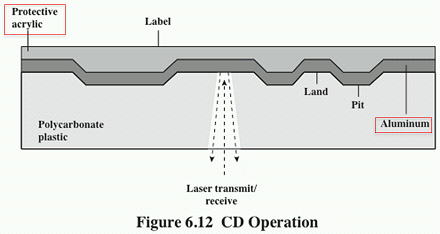 Protective
acrylic
Label
Land
Pit
Polycarbonate
plastic
Aluminum
Laser transmit/
receive
Figure 6.12 CD Operation